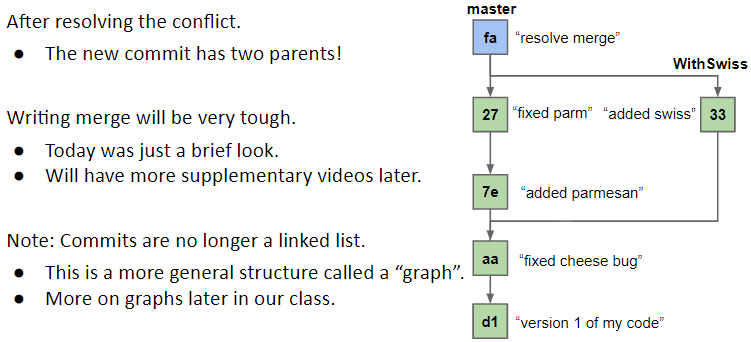 After resolving the conflict.
● The new commit has two parents!
Writing merge will be very tough.
● Today was just a brief look.
● Will have more supplementary videos later.
Note: Commits are no longer a linked list.
● This is a more general structure called a “graph”.
● More on graphs later in our class.
master
fa “resolve merge”
WithSwiss
27 “fixed parm” “added swiss” 33
7e “added parmesan”
aa “fixed cheese bug”
d1 “version 1 of my code”